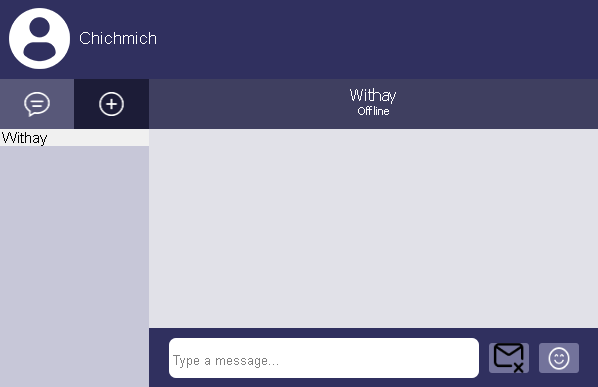 Chichmich
Withay
Offline
Withay
Type a message...